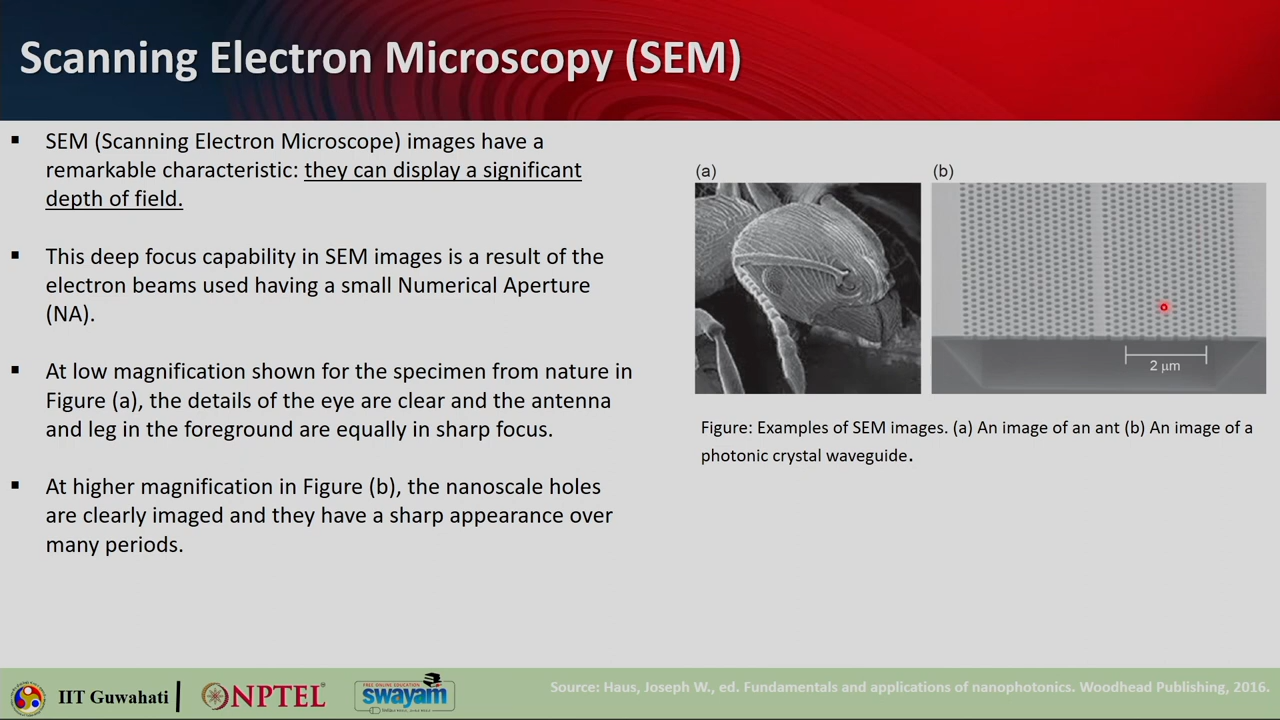 Scanning Electron Microscopy (SEM)
▪ SEM (Scanning Electron Microscope) images have a
remarkable characteristic: they can display a significant
depth of field.
▪ This deep focus capability in SEM images is a result of the
electron beams used having a small Numerical Aperture
(NA).
▪ At low magnification shown for the specimen from nature in
Figure (a), the details of the eye are clear and the antenna
and leg in the foreground are equally in sharp focus.
▪ At higher magnification in Figure (b), the nanoscale holes
are clearly imaged and they have a sharp appearance over
many periods.
(a)
(b)
2 μm
Figure: Examples of SEM images. (a) An image of an ant (b) An image of a
photonic crystal waveguide.
IIT Guwahati
NPTEL
FREE ONLINE EDUCATION
swayam
Source: Haus, Joseph W., ed. Fundamentals and applications of nanophotonics. Woodhead Publishing, 2016.